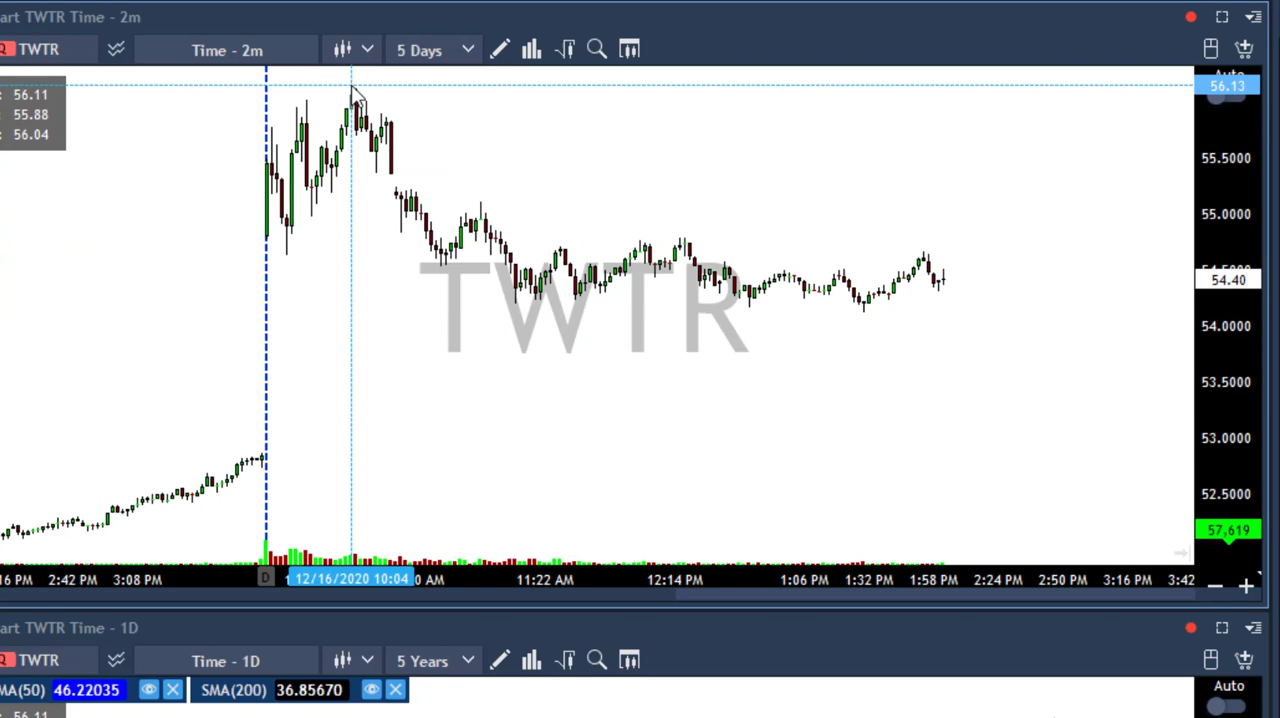 art TWTR Time - 2m
Q TWTR
Time - 2m
5 Days
: 56.11
: 55.88
: 56.04
Auto
56.13
55.5000
55.0000
54.40
54.0000
53.5000
53.0000
52.5000
57,619
TWTR
16 PM 2:42 PM 3:08 PM D 12/16/2020 10:04 0 AM 11:22 AM 12:14 PM 1:06 PM 1:32 PM 1:58 PM 2:24 PM 2:50 PM 3:16 PM 3:42
art TWTR Time - 1D
Q TWTR
Time - 1D
5 Years
MA(50) 46.22035 SMA(200) 36.85670
Auto
56.11